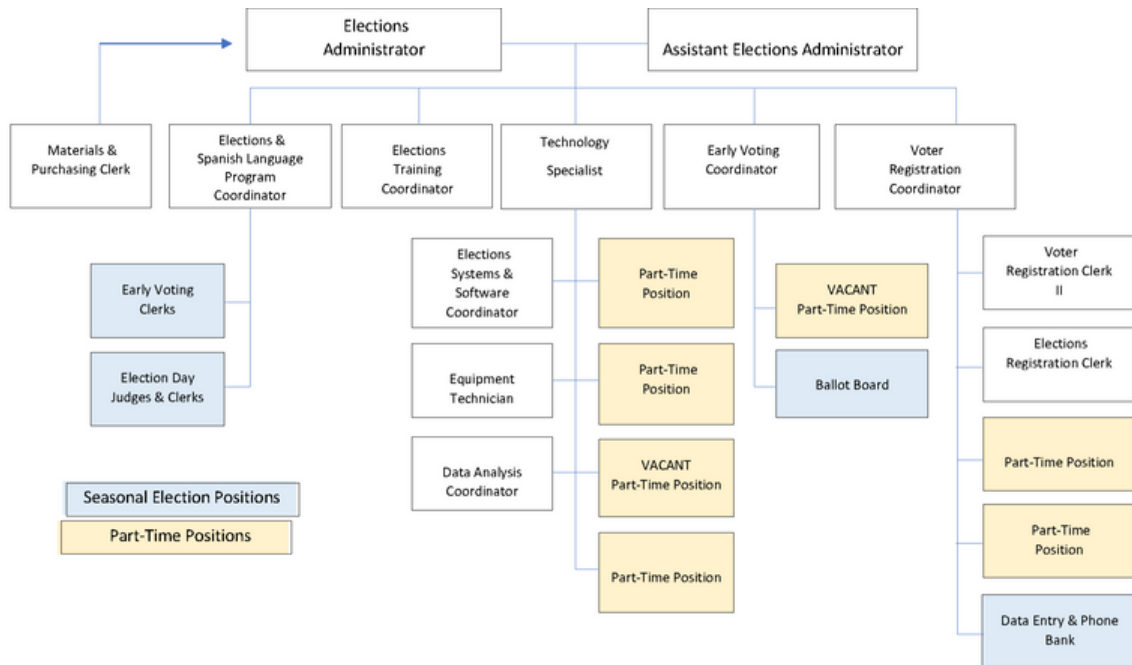 Elections
Administrator
Assistant Elections Administrator
Materials &
Purchasing Clerk
Elections &
Spanish Language
Program
Coordinator
Elections
Training
Coordinator
Technology
Specialist
Early Voting
Coordinator
Voter
Registration
Coordinator
Early Voting
Clerks
Election Day
Judges & Clerks
Elections
Systems &
Software
Coordinator
Part-Time
Position
Equipment
Technician
Part-Time
Position
Data Analysis
Coordinator
VACANT
Part-Time Position
Part-Time Position
VACANT
Part-Time Position
Ballot Board
Voter
Registration Clerk
II
Elections
Registration Clerk
Part-Time Position
Part-Time
Position
Data Entry & Phone
Bank
Seasonal Election Positions
Part-Time Positions